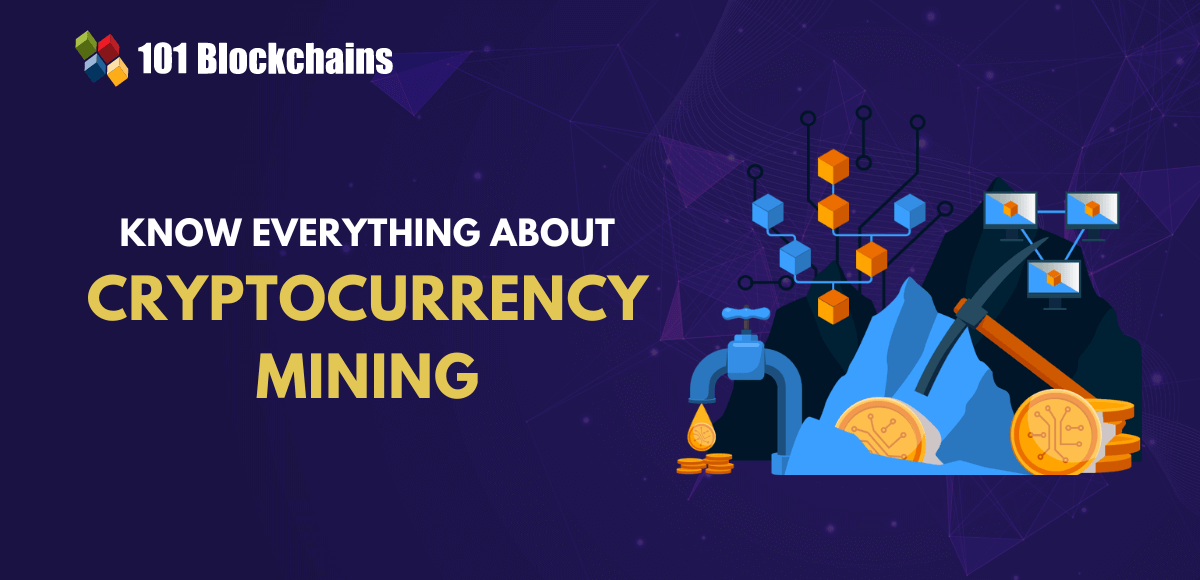 101 Blockchains
KNOW EVERYTHING ABOUT
CRYPTOCURRENCY
MINING